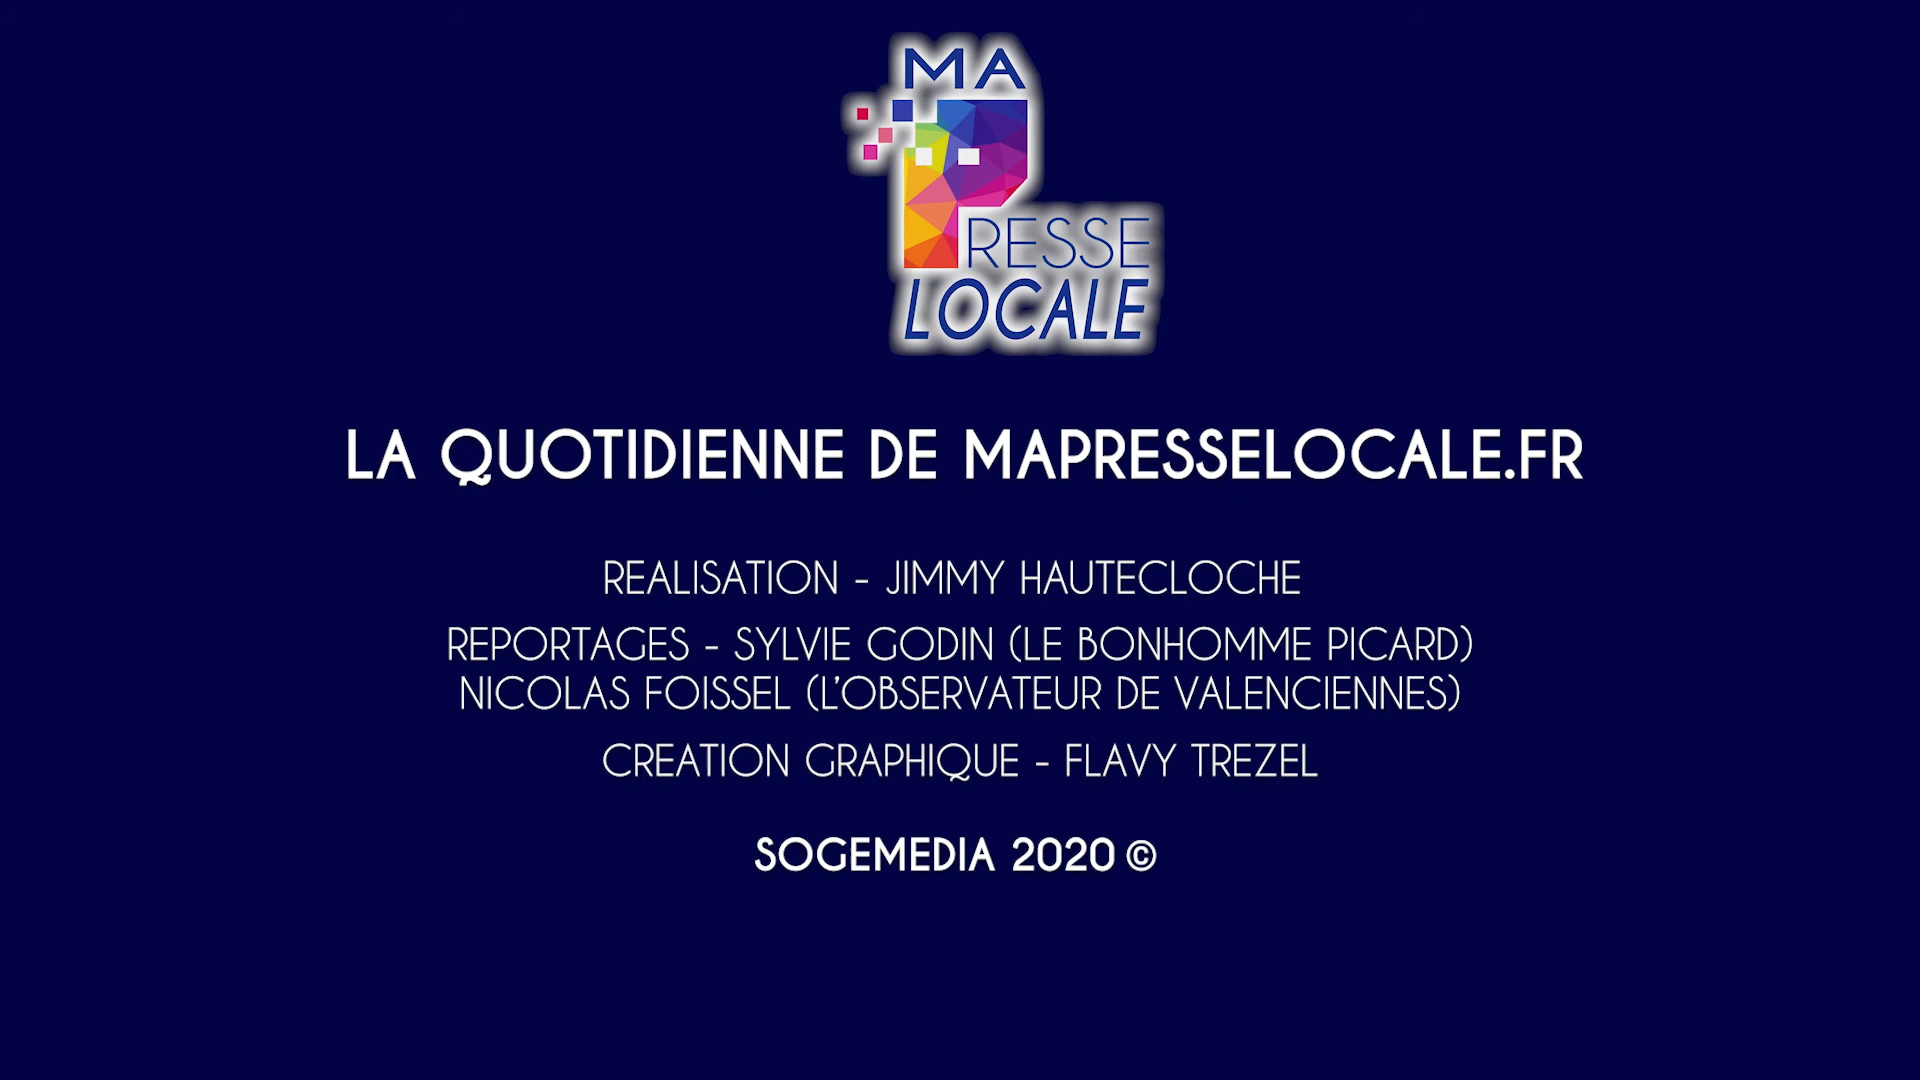 MA
PRESSE
LOCALE
LA QUOTIDIENNE DE MAPRESSELOCALE.FR
REALISATION - JIMMY HAUTECLOCHE
REPORTAGES - SYLVIE GODIN (LE BONHOMME PICARD)
NICOLAS FOISSEL (L'OBSERVATEUR DE VALENCIENNES)
CREATION GRAPHIQUE - FLAVY TREZEL
SOGEMEDIA 2020 ©